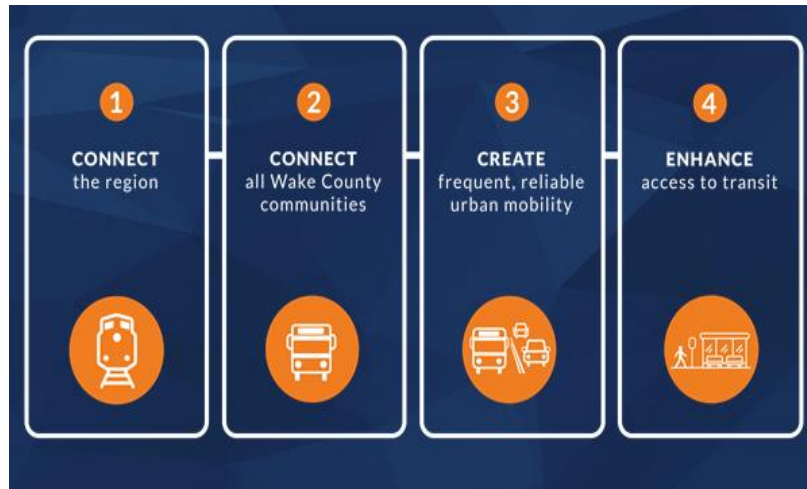 1
CONNECT
the region
2
CONNECT
all Wake County
communities
3
CREATE
frequent, reliable
urban mobility
4
ENHANCE
access to transit